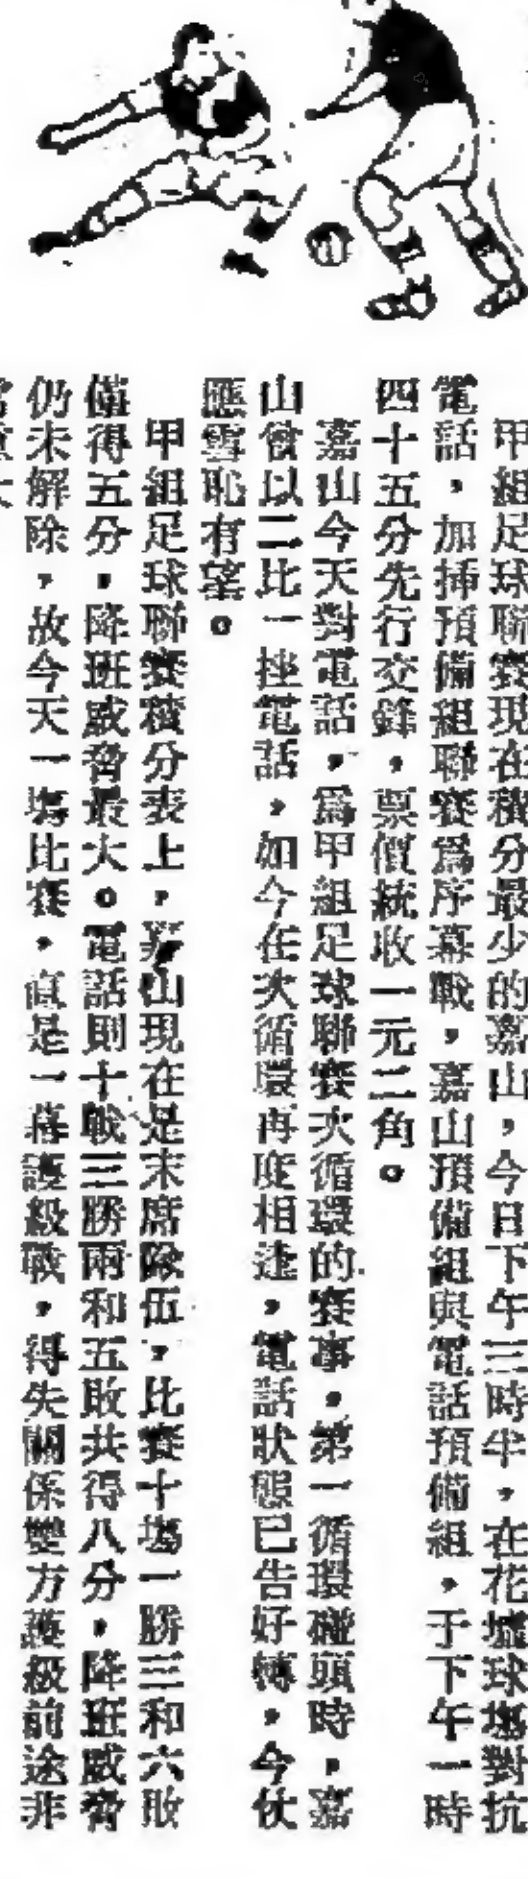 甲組足球聯賽現在積分最少的嘉山，今日下午三時半，在花墟球塲對抗
電話，加插預備組聯賽爲序幕戰，嘉山預備組與電話預備組，于下午一時
四十五分先行交鋒，票價統收一元二角。
嘉山今天對電話，爲甲組足球聯賽次循環的賽事，第一循環碰頭時，嘉
山曾以二比一挫電話，如今在次循環再度相逢，電話狀態已告好轉，今仗
應雪恥有望。
甲組足球聯賽積分表上，嘉山現在是末席隊伍，比賽十塲一勝三和六敗
僅得五分，降班威脅最大。電話則十戰三勝兩和五敗共得八分，降班威脅
仍未解除，故今天一塲比賽，直是一塲護級戰，得失關係雙方護級前途非